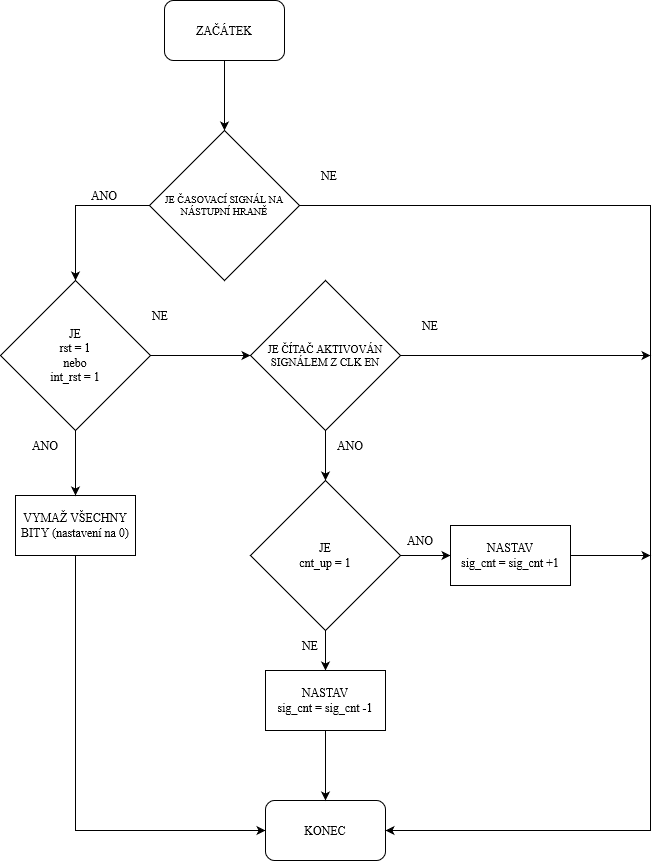 ZAČÁTEK
NE
ANO
JE ČASOVACÍ SIGNÁL NA
NÁSTUPNÍ HRANĚ
NE
NE
JE
rst = 1
nebo
int_rst = 1
JE ČÍTAČ AKTIVOVÁN
SIGNÁLEM Z CLK EN
ANO
ANO
VYMAŽ VŠECHNY
BITY (nastavení na 0)
JE
cnt_up = 1
ANO
NASTAV
sig_cnt = sig_cnt +1
NE
NASTAV
sig_cnt = sig_cnt -1
KONEC